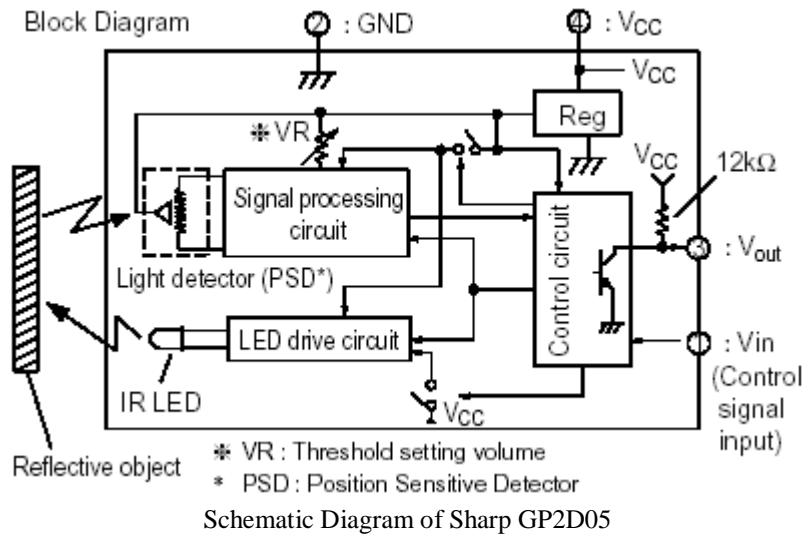 Block Diagram
② : GND
④ : VCC
VCC
Reg
※ VR
VCC
12kΩ
Signal processing
circuit
Control circuit
③ : Vout
Light detector (PSD*)
LED drive circuit
① : Vin
(Control
signal
input)
IR LED
VCC
Reflective object
※ VR : Threshold setting volume
* PSD : Position Sensitive Detector
Schematic Diagram of Sharp GP2D05